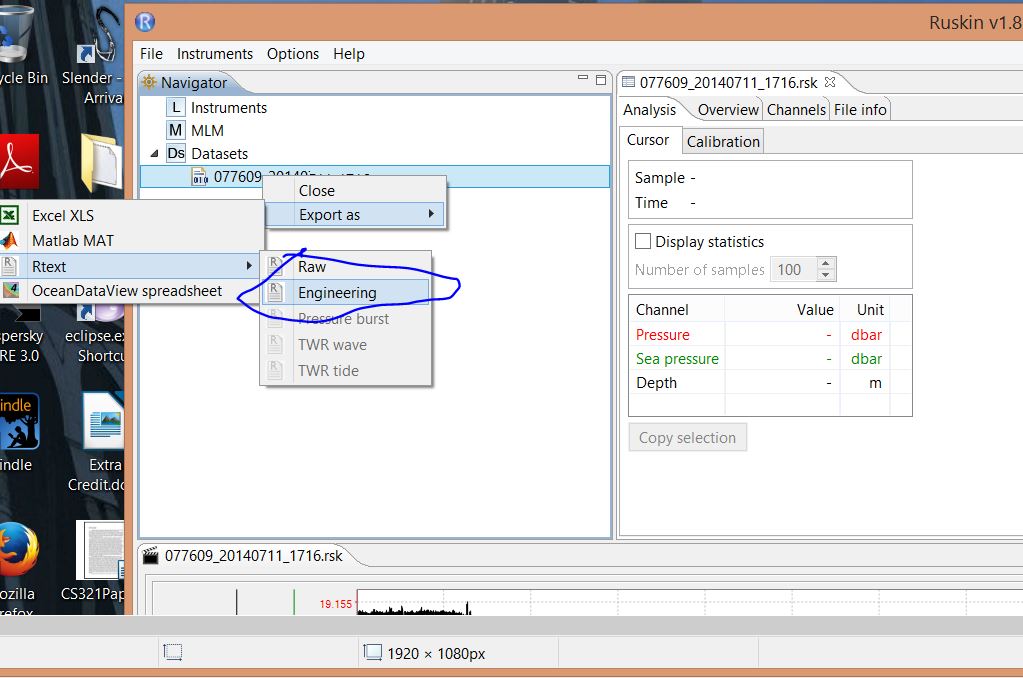 R
Ruskin v1.8
File Instruments Options Help
cle Bin
Slender -
Arriva
Navigator
L Instruments
M MLM
Ds Datasets
Close
Export as
Excel XLS
Matlab MAT
Rtext
OceanDataView spreadsheet
Raw
Engineering
Pressure burst
TWR wave
TWR tide
077609_20140711_1716.rsk
Analysis Overview Channels File info
Cursor Calibration
Sample -
Time -
Display statistics
Number of samples 100
Channel Value Unit
Pressure - dbar
Sea pressure - dbar
Depth - m
Copy selection
spersky
RE 3.0
eclipse.ex
Shortcu
indle
indle
Extra
Credit.do
ozilla
refox
CS321Pap
077609_20140711_1716.rsk
19.155
1920 × 1080px